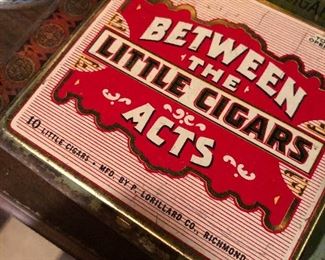 BETWEEN
THE
LITTLE CIGARS
ACTS
10 LITTLE CIGARS • MFD. BY P. LORILLARD CO., RICHMOND